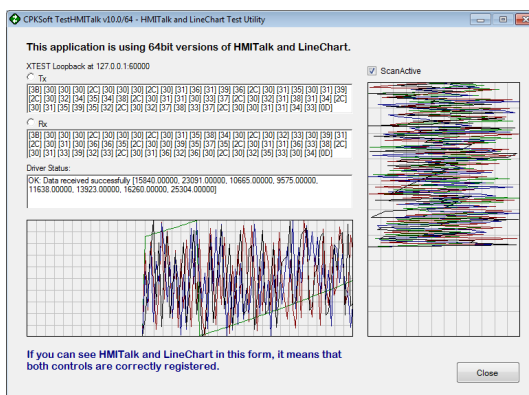 CPKSoft TestHMITalk v10.0/64 - HMITalk and LineChart Test Utility
This application is using 64bit versions of HMITalk and LineChart.
XTEST Loopback at 127.0.0.1:60000
Tx
[3B] [30] [30] [30] [2C] [30] [30] [30] [2C] [30] [31] [36] [31] [39] [36] [2C] [30] [31] [35] [30] [31] [39]
[2C] [30] [32] [34] [35] [34] [38] [2C] [30] [31] [31] [30] [33] [37] [2C] [30] [32] [31] [38] [31] [34] [2C]
[30] [31] [35] [39] [35] [34] [2C] [30] [32] [37] [38] [33] [37] [2C] [30] [30] [31] [31] [34] [33] [0D]
Rx
[3B] [30] [30] [30] [2C] [30] [30] [30] [2C] [30] [31] [35] [38] [34] [30] [2C] [30] [32] [33] [30] [39] [31]
[2C] [30] [31] [30] [36] [36] [35] [2C] [30] [30] [39] [35] [37] [35] [2C] [30] [31] [31] [36] [33] [38] [2C]
[30] [31] [33] [39] [32] [33] [2C] [30] [31] [36] [32] [36] [30] [2C] [30] [32] [35] [33] [30] [34] [0D]
Driver Status:
OK: Data received successfully [15840.00000, 23091.00000, 10665.00000, 9575.00000,
11638.00000, 13923.00000, 16260.00000, 25304.00000]
ScanActive
If you can see HMITalk and LineChart in this form, it means that
both controls are correctly registered.
Close